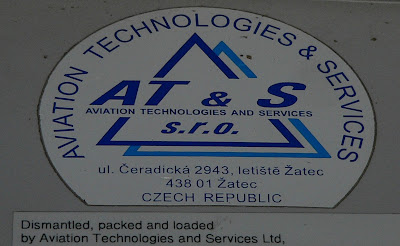 AVIATION TECHNOLOGIES & SERVICES
AT & S
AVIATION TECHNOLOGIES AND SERVICES
s.r.o.
ul. Čeradická 2943, letiště Žatec
438 01 Žatec
CZECH REPUBLIC
Dismantled, packed and loaded
by Aviation Technologies and Services Ltd,